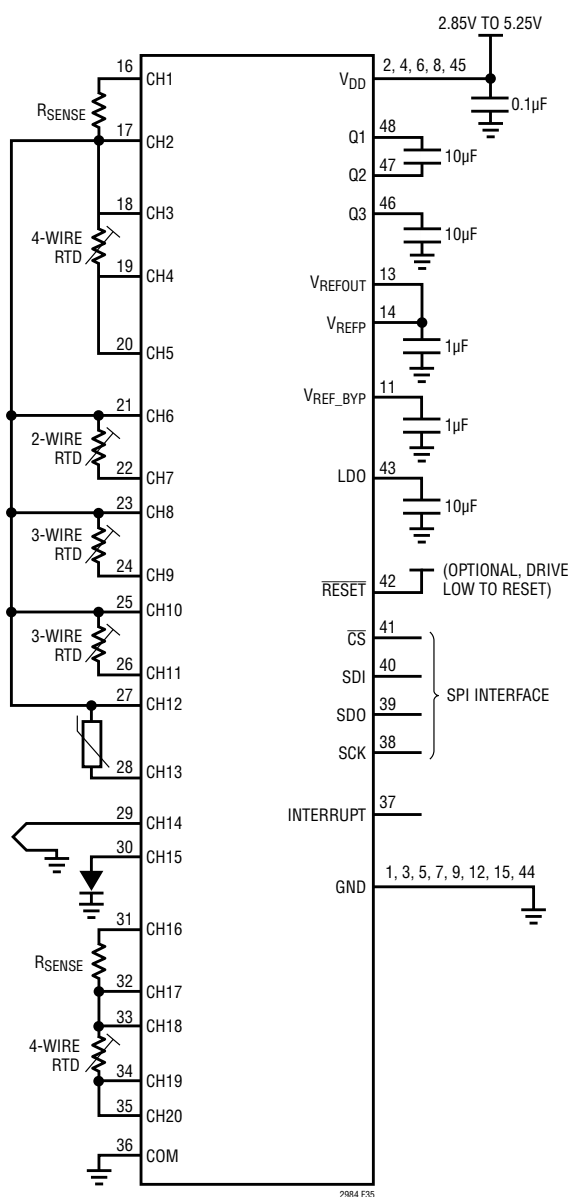 2.85V TO 5.25V
16
CH1
RSENSE
17
CH2
18
CH3
4-WIRE
RTD
19
CH4
20
CH5
21
CH6
2-WIRE
RTD
22
CH7
23
CH8
3-WIRE
RTD
24
CH9
25
CH10
3-WIRE
RTD
26
CH11
27
CH12
28
CH13
29
CH14
30
CH15
31
CH16
RSENSE
32
CH17
33
CH18
4-WIRE
RTD
34
CH19
35
CH20
36
COM
VDD
2, 4, 6, 8, 45
0.1µF
Q1
48
10µF
Q2
47
Q3
46
10µF
VREFOUT
13
VREFP
14
1µF
VREF_BYP
11
1µF
LDO
43
10µF
RESET
42
(OPTIONAL, DRIVE
LOW TO RESET)
CS
41
SDI
40
SDO
39
SCK
38
SPI INTERFACE
INTERRUPT
37
GND
1, 3, 5, 7, 9, 12, 15, 44
2984 F35